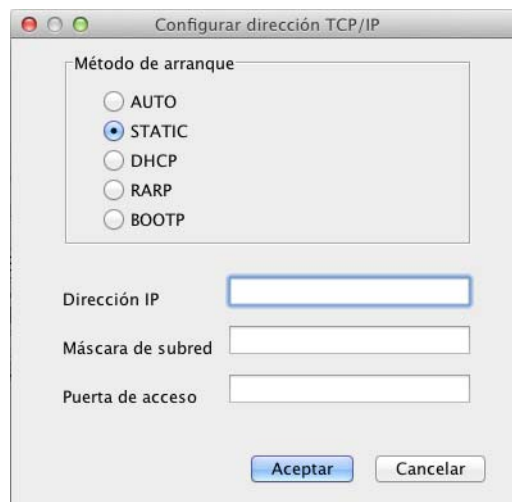 Configurar dirección TCP/IP
Método de arranque
AUTO
STATIC
DHCP
RARP
BOOTP
Dirección IP
Máscara de subred
Puerta de acceso
Aceptar
Cancelar